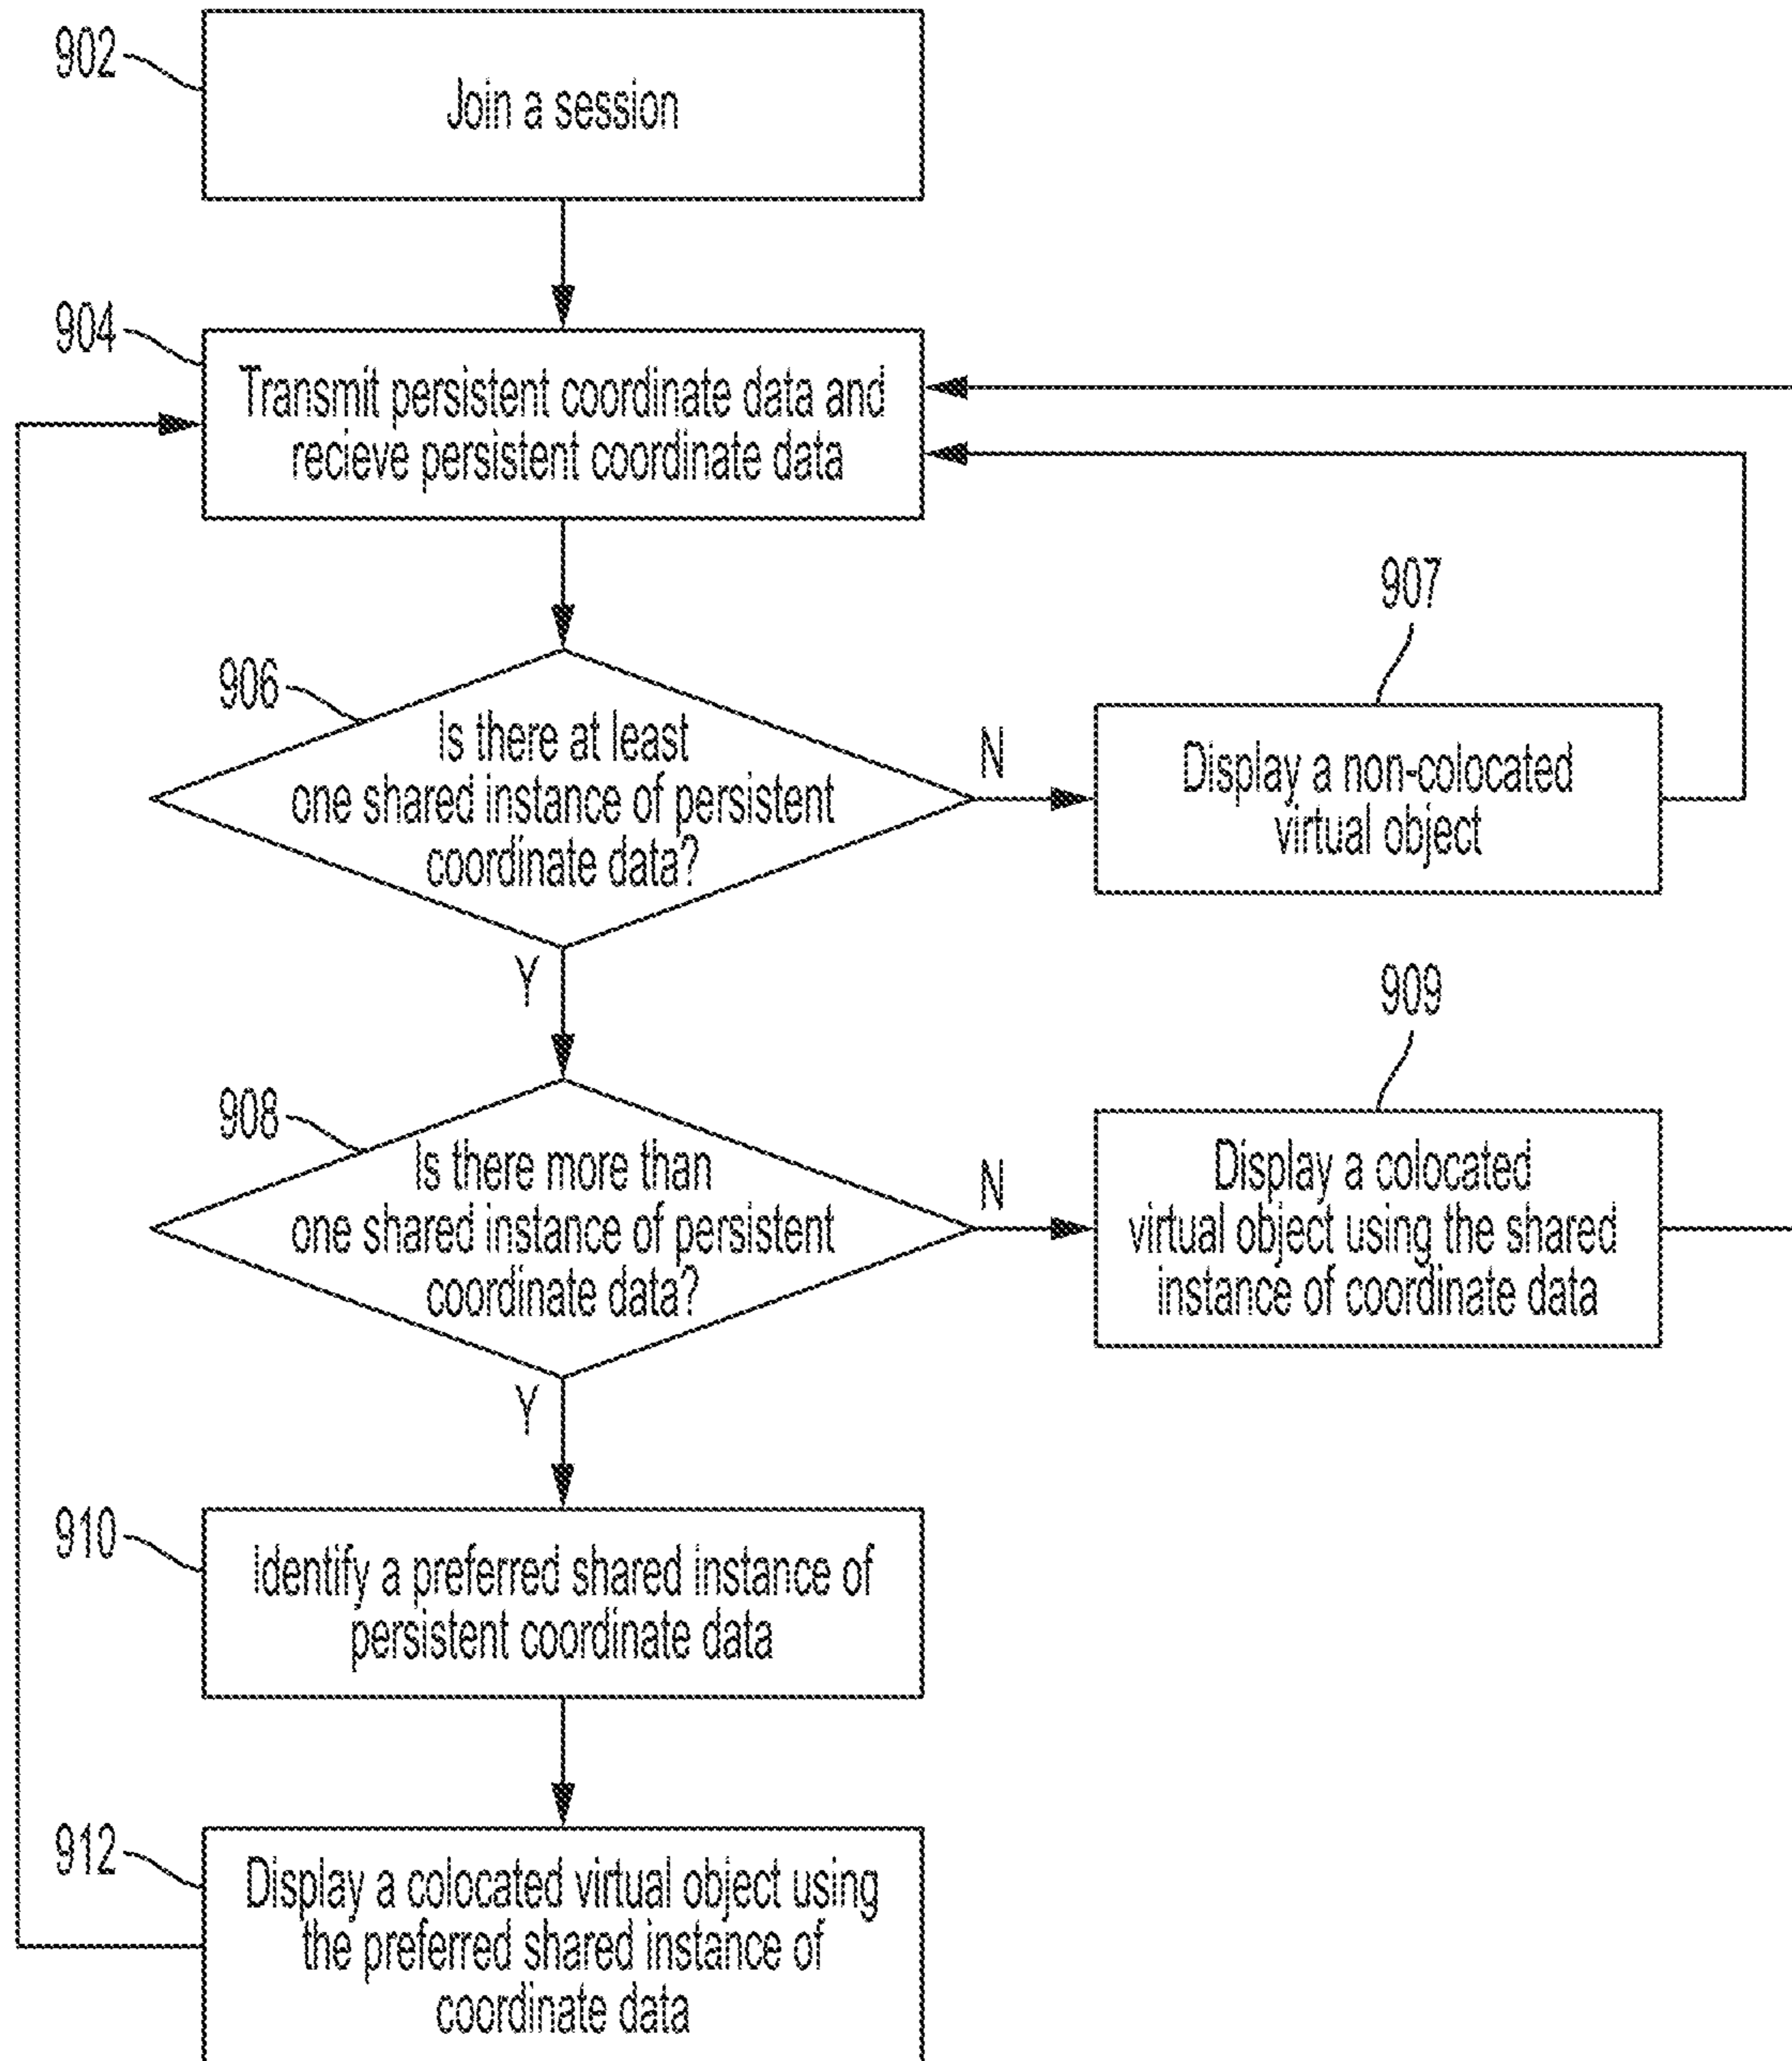 902
Join a session
904
Transmit persistent coordinate data and
recieve persistent coordinate data
906
Is there at least
one shared instance of persistent
coordinate data?
N
907
Display a non-colocated
virtual object
Y
908
Is there more than
one shared instance of persistent
coordinate data?
N
909
Display a colocated
virtual object using the shared
instance of coordinate data
Y
910
Identify a preferred shared instance of
persistent coordinate data
912
Display a colocated virtual object using
the preferred shared instance of
coordinate data